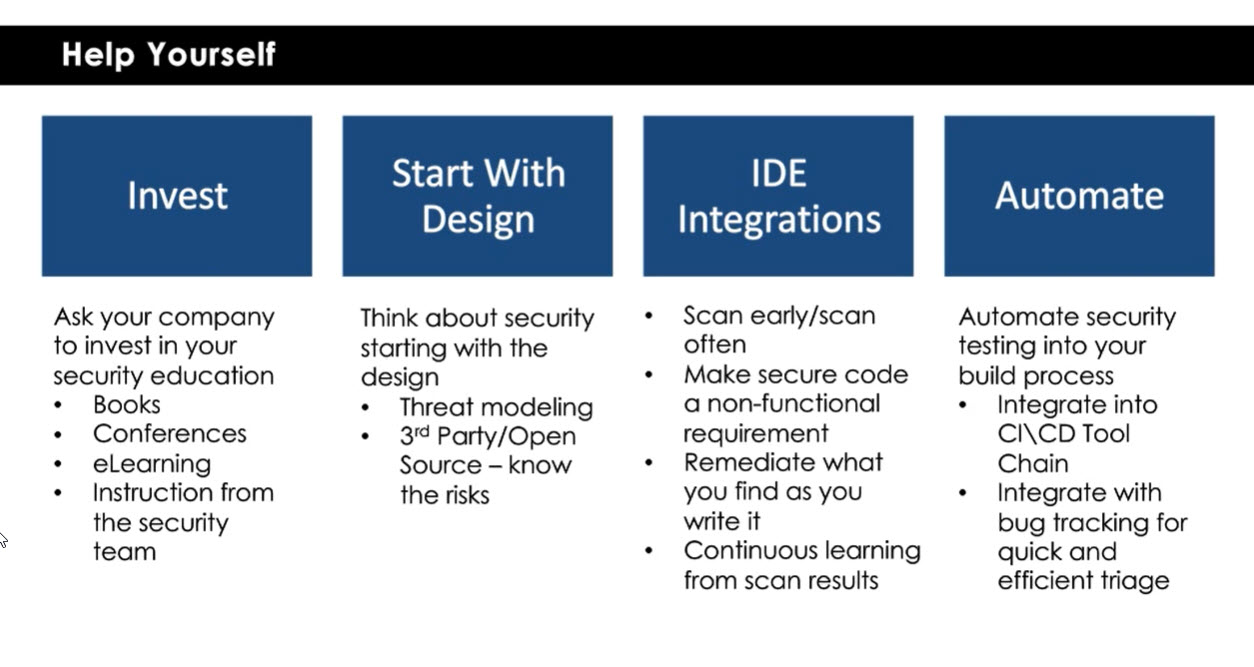 Help Yourself
Invest
Ask your company
to invest in your
security education
• Books
• Conferences
• eLearning
• Instruction from
the security
team
Start With
Design
Think about security
starting with the
design
• Threat modeling
• 3rd Party/Open
Source – know
the risks
IDE
Integrations
• Scan early/scan
often
• Make secure code
a non-functional
requirement
• Remediate what
you find as you
write it
• Continuous learning
from scan results
Automate
Automate security
testing into your
build process
• Integrate into
CI\CD Tool
Chain
• Integrate with
bug tracking for
quick and
efficient triage